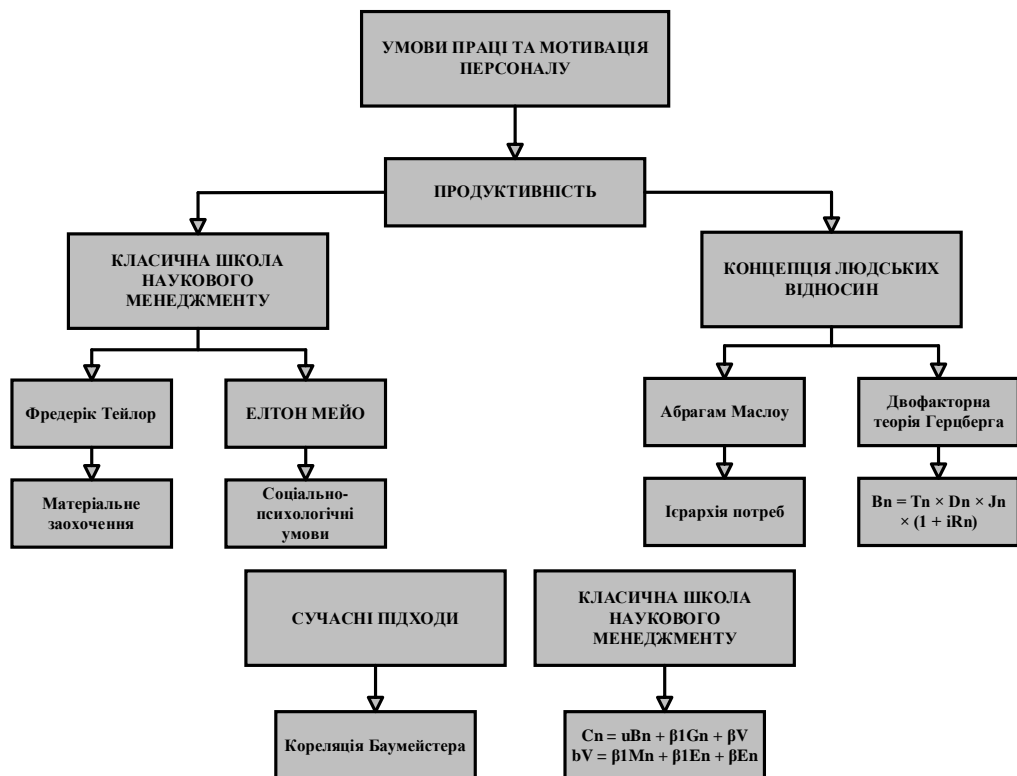 УМОВИ ПРАЦІ ТА МОТИВАЦІЯ
ПЕРСОНАЛУ
ПРОДУКТИВНІСТЬ
КЛАСИЧНА ШКОЛА
НАУКОВОГО
МЕНЕДЖМЕНТУ
КОНЦЕПЦІЯ ЛЮДСЬКИХ
ВІДНОСИН
Фредерік Тейлор
ЕЛТОН МЕЙО
Абрагам Маслоу
Двофакторна
теорія Герцберга
Матеріальне
заохочення
Соціально-
психологічні
умови
Ієрархія потреб
Bn = Tn × Dn × Jn
× (1 + iRn)
СУЧАСНІ ПІДХОДИ
КЛАСИЧНА ШКОЛА
НАУКОВОГО
МЕНЕДЖМЕНТУ
Кореляція Баумейстера
Cn = uBn + β1Gn + βV
bV = β1Mn + β1En + βEn